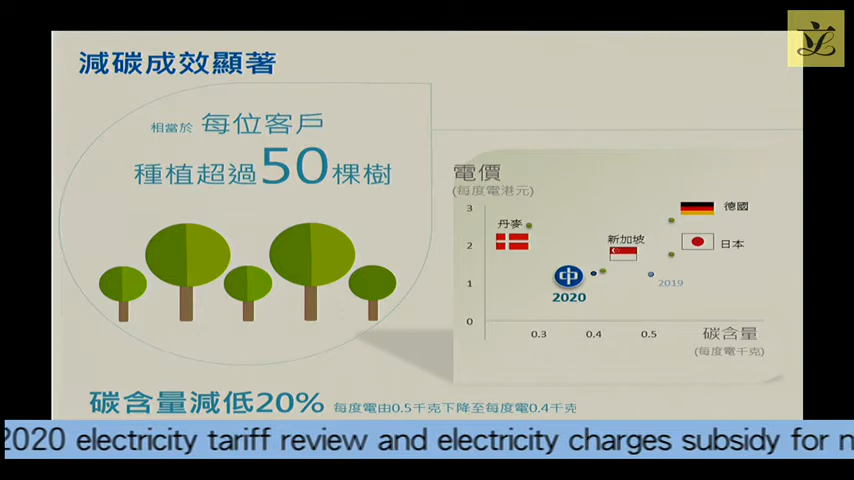 減碳成效顯著
相當於 每位客戶
種植超過50棵樹
電價
(每度電港元)
3
2
1
0
丹麥
新加坡
德國
日本
2020
2019
0.3
0.4
0.5
碳含量
(每度電千克)
碳含量減低20% 每度電由0.5千克下降至每度電0.4千克
2020 electricity tariff review and electricity charges subsidy for n